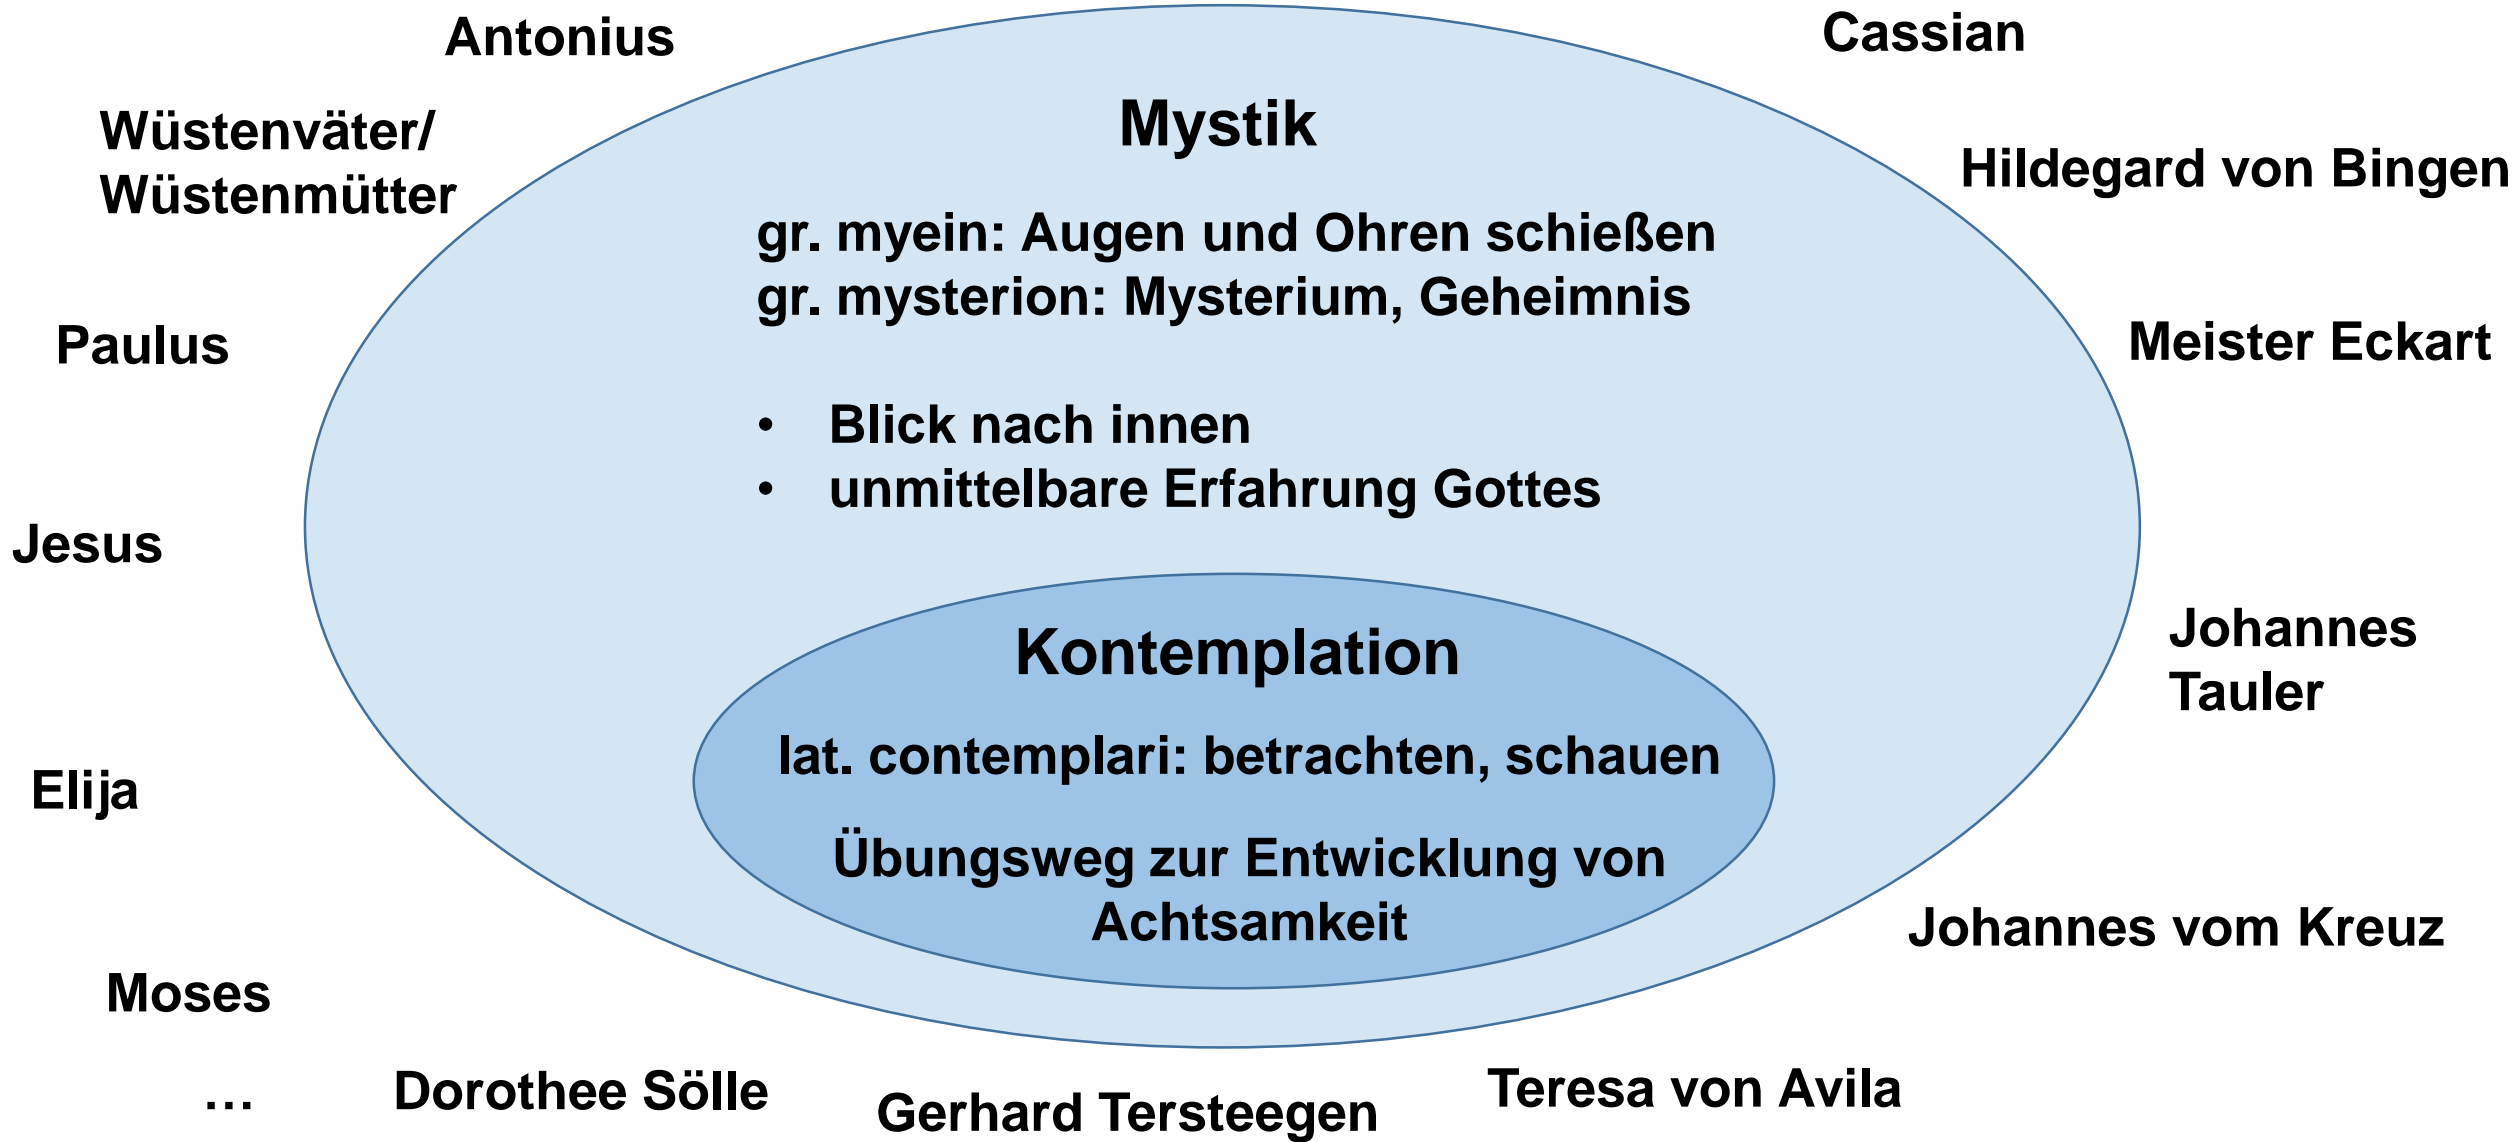 Antonius
Cassian
Wüstenväter/
Wüstenmütter
Mystik
Hildegard von Bingen
gr. myein: Augen und Ohren schießen
gr. mysterion: Mysterium, Geheimnis
Paulus
Meister Eckart
• Blick nach innen
• unmittelbare Erfahrung Gottes
Jesus
Kontemplation
Johannes
Tauler
lat. contemplari: betrachten, schauen
Elija
Übungsweg zur Entwicklung von
Achtsamkeit
Johannes vom Kreuz
Moses
…
Dorothee Sölle
Gerhard Tersteegen
Teresa von Avila